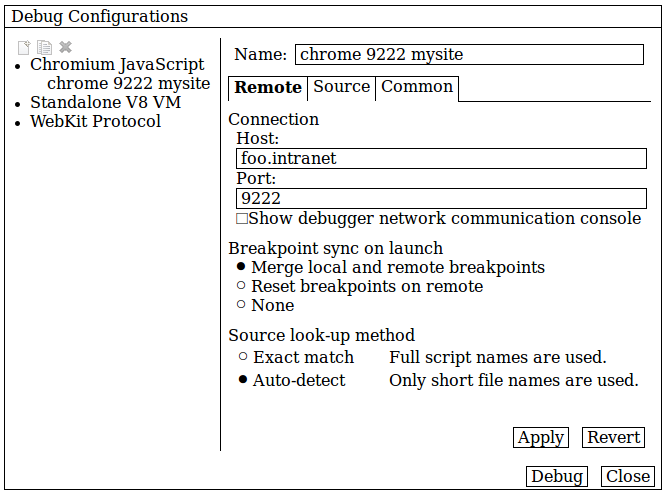 Debug Configurations
Chromium JavaScript
chrome 9222 mysite
Standalone V8 VM
WebKit Protocol
Name: chrome 9222 mysite
Remote Source Common
Connection
Host:
foo.intranet
Port:
9222
Show debugger network communication console
Breakpoint sync on launch
Merge local and remote breakpoints
Reset breakpoints on remote
None
Source look-up method
Exact match Full script names are used.
Auto-detect Only short file names are used.
Apply Revert
Debug Close